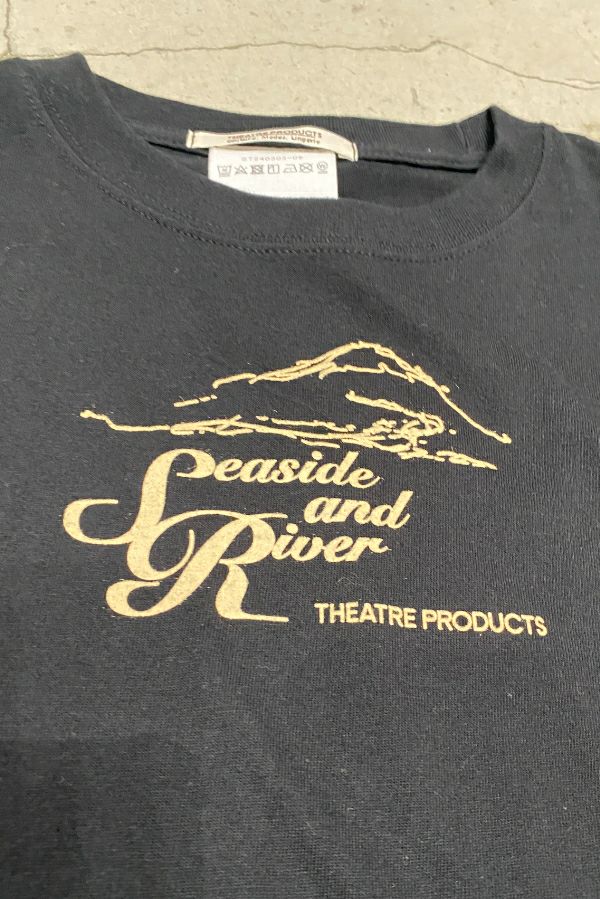 THEATRE PRODUCTS
Seaside
and
River
THEATRE PRODUCTS